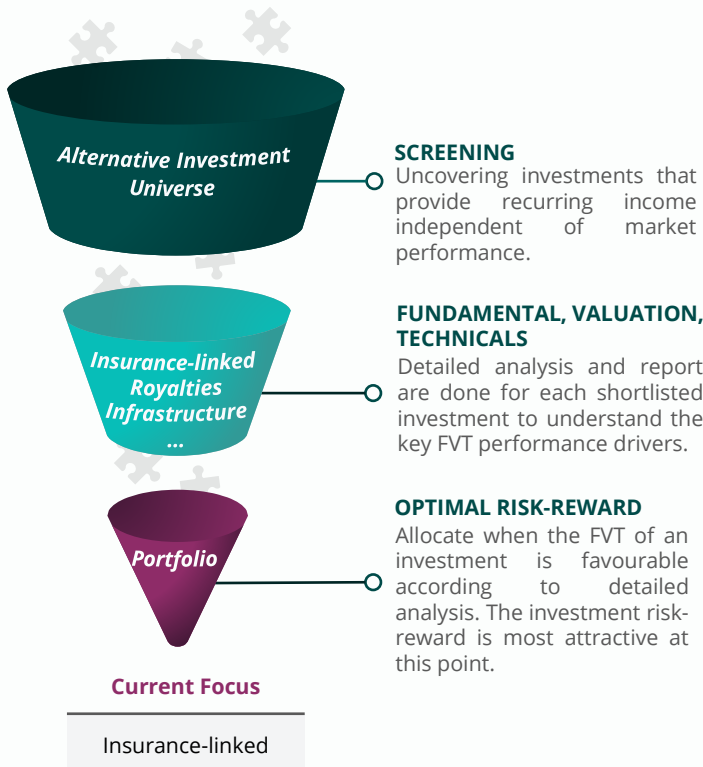 Alternative Investment
Universe
SCREENING
Uncovering investments that
provide recurring income
independent of market
performance.
Insurance-linked
Royalties
Infrastructure
...
FUNDAMENTAL, VALUATION,
TECHNICALS
Detailed analysis and report
are done for each shortlisted
investment to understand the
key FVT performance drivers.
Portfolio
OPTIMAL RISK-REWARD
Allocate when the FVT of an
investment is favourable
according to detailed
analysis. The investment risk-
reward is most attractive at
this point.
Current Focus
Insurance-linked